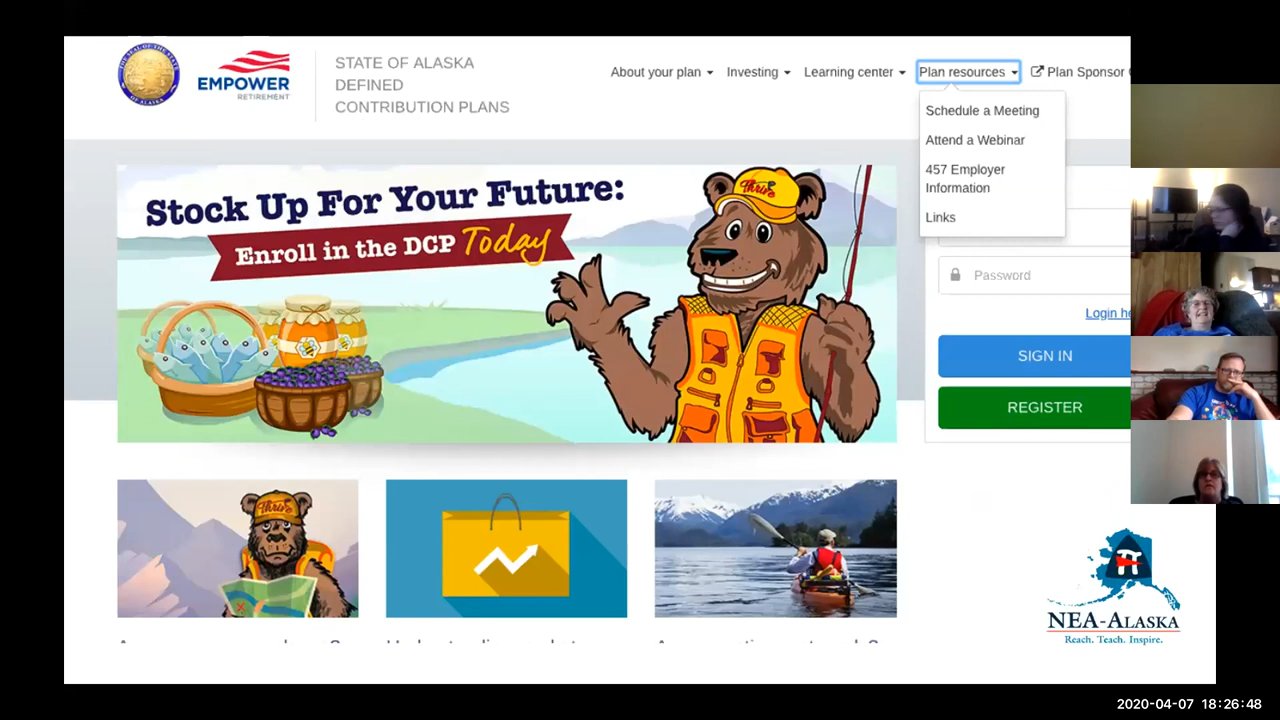 EMPOWER
RETIREMENT
STATE OF ALASKA
DEFINED
CONTRIBUTION PLANS
About your plan
Investing
Learning center
Plan resources
Plan Sponsor
Schedule a Meeting
Attend a Webinar
457 Employer
Information
Links
Stock Up For Your Future:
Enroll in the DCP Today
Thrive
Password
Login
SIGN IN
REGISTER
Thrive
NEA-ALASKA
Reach. Teach. Inspire.
2020-04-07 18:26:48